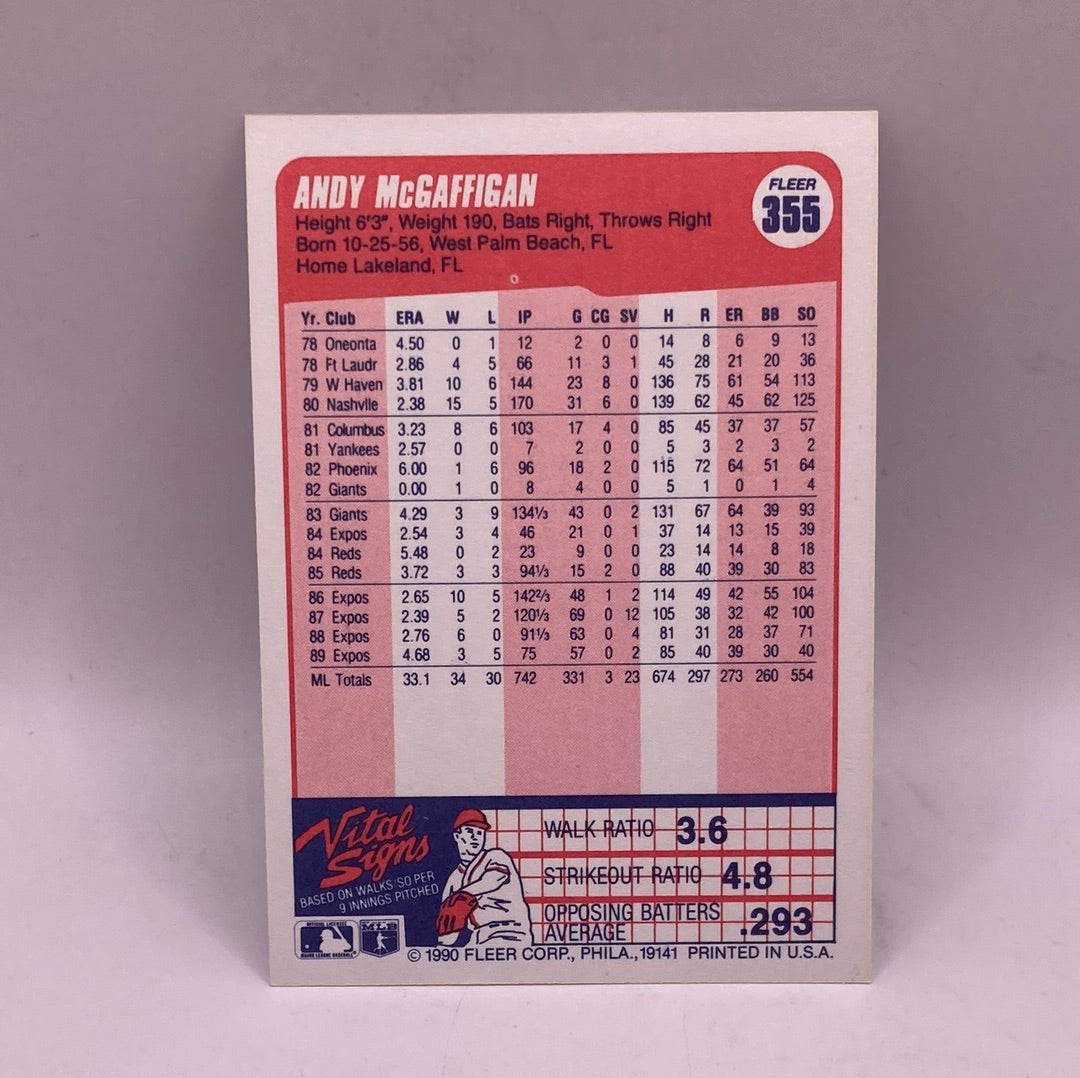 ANDY McGAFFIGAN
FLEER
355
Height 6'3", Weight 190, Bats Right, Throws Right
Born 10-25-56, West Palm Beach, FL
Home Lakeland, FL
Yr. Club ERA W L IP G CG SV H R ER BB SO
78 Oneonta 4.50 0 1 12 2 0 0 14 8 6 9 13
78 Ft Laudr 2.86 4 5 66 11 3 1 45 28 21 20 36
79 W Haven 3.81 10 6 144 23 8 0 136 75 61 54 113
80 Nashvlle 2.38 15 5 170 31 6 0 139 62 45 62 125
81 Columbus 3.23 8 6 103 17 4 0 85 45 37 37 57
81 Yankees 2.57 0 0 7 2 0 0 5 3 2 3 2
82 Phoenix 6.00 1 6 96 18 2 0 115 72 64 51 64
82 Giants 0.00 1 0 8 4 0 0 5 1 0 1 4
83 Giants 4.29 3 9 134⅓ 43 0 2 131 67 64 39 93
84 Expos 2.54 3 4 46 21 0 1 37 14 13 15 39
84 Reds 5.48 0 2 23 9 0 0 23 14 14 8 18
85 Reds 3.72 3 3 94⅓ 15 2 0 88 40 39 30 83
86 Expos 2.65 10 5 142⅔ 48 1 2 114 49 42 55 104
87 Expos 2.39 5 2 120⅓ 69 0 12 105 38 32 42 100
88 Expos 2.76 6 0 91⅓ 63 0 4 81 31 28 37 71
89 Expos 4.68 3 5 75 57 0 2 85 40 39 30 40
ML Totals 33.1 34 30 742 331 3 23 674 297 273 260 554
Vital
Signs
BASED ON WALKS/SO PER
9 INNINGS PITCHED
WALK RATIO 3.6
STRIKEOUT RATIO 4.8
OPPOSING BATTERS
AVERAGE .293
MAJOR LEAGUE BASEBALL
© 1990 FLEER CORP., PHILA., 19141 PRINTED IN U.S.A.